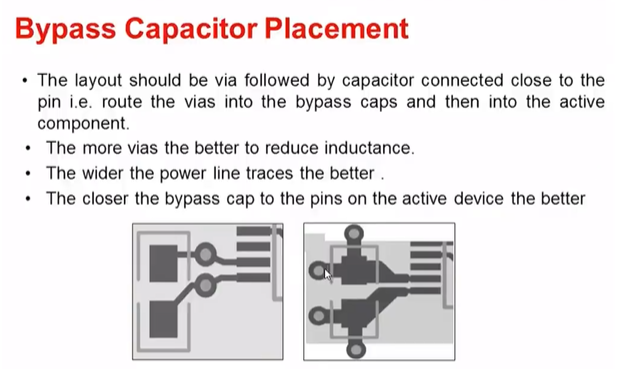 Bypass Capacitor Placement
• The layout should be via followed by capacitor connected close to the
pin i.e. route the vias into the bypass caps and then into the active
component.
• The more vias the better to reduce inductance.
• The wider the power line traces the better .
• The closer the bypass cap to the pins on the active device the better